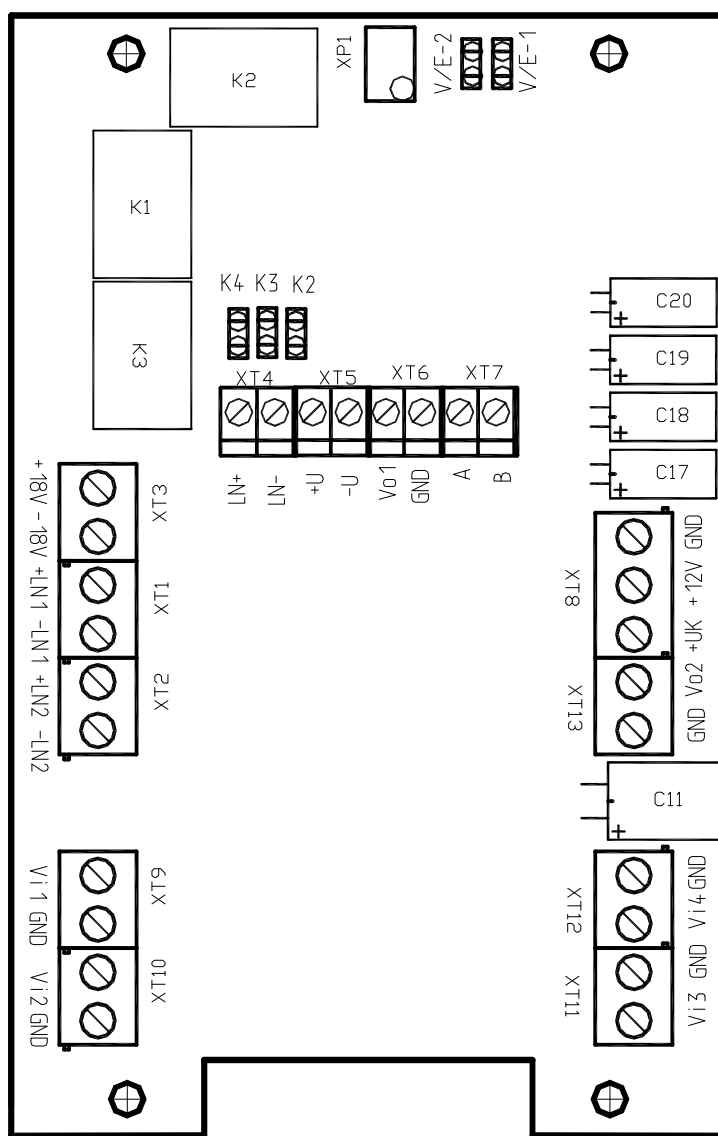 K2
XP1
V/E-2
V/E-1
K1
K3
K4 K3 K2
XT4 XT5 XT6 XT7
LN+ LN- +U -U Vo1 GND A B
C20
C19
C18
C17
+18V -18V +LN1 -LN1 +LN2 -LN2
XT3
XT1
XT2
XT8
XT13
GND Vo2 +UK +12V GND
C11
Vi1 GND
Vi2 GND
XT9
XT10
XT12
XT11
Vi4 GND
Vi3 GND